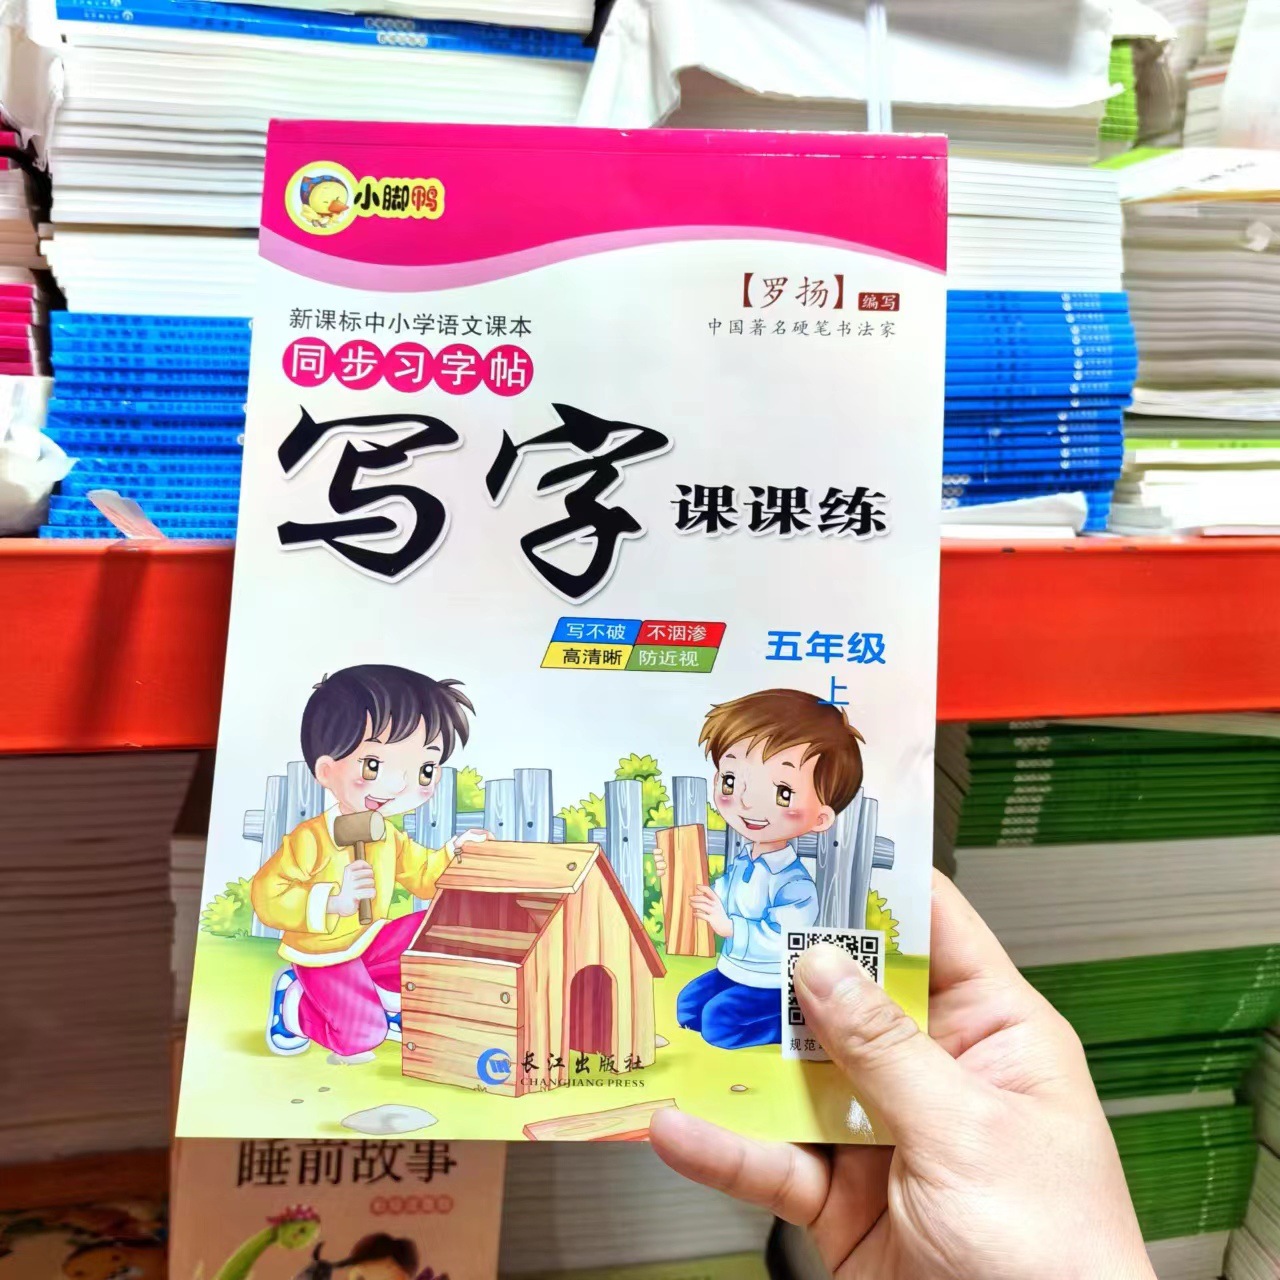 小脚鸭
【罗扬】编写
中国著名硬笔书法家
新课标中小学语文课本
同步习字帖
写字课课练
写不破 不洇渗
高清晰 防近视
五年级
上
规范
长江出版社
CHANGJIANG PRESS
睡前故事